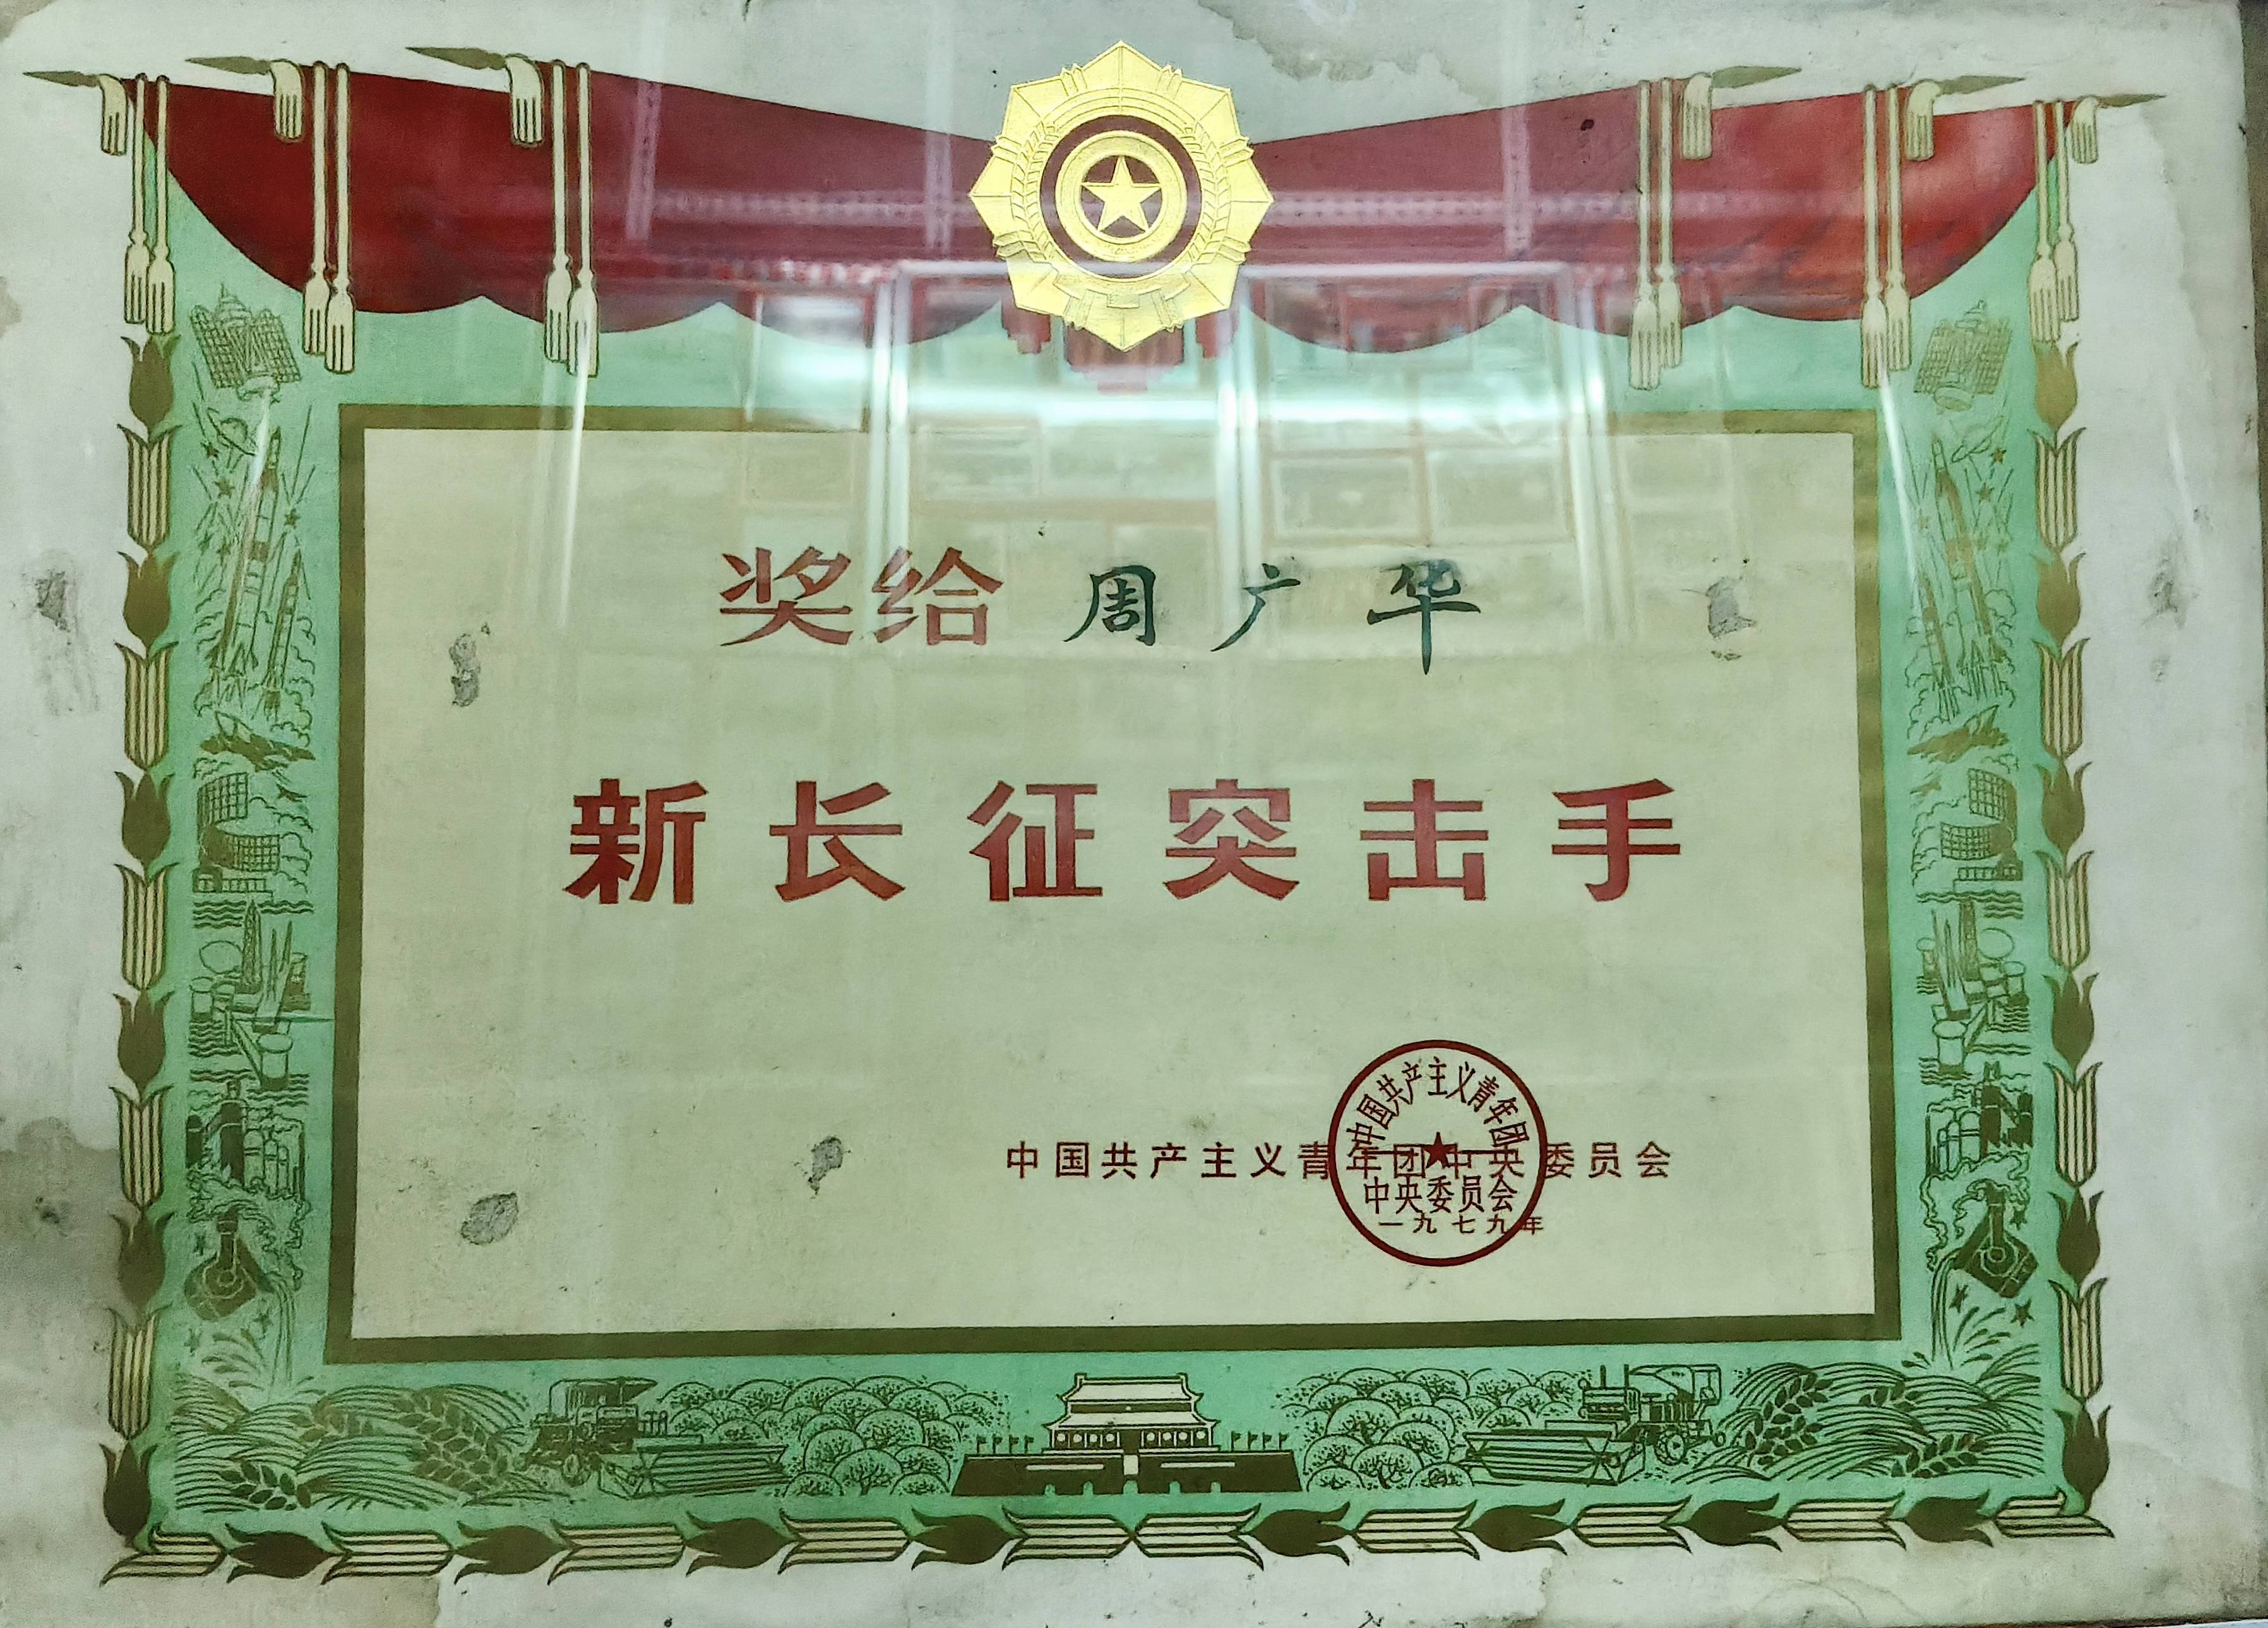 奖给 周广华
新长征突击手
中国共产主义青年团中央委员会
一九七九年
中国共产主义青年团
中央委员会